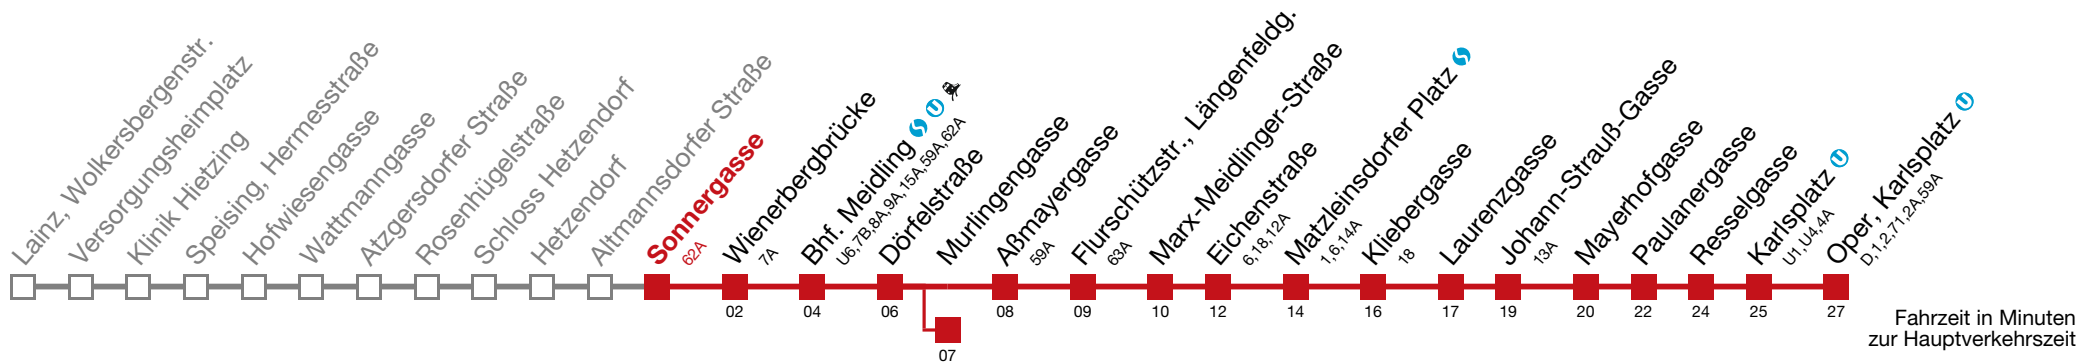 Lainz, Wolkersbergenstr.
Versorgungsheimplatz
Klinik Hietzing
Speising, Hermesstraße
Hofwiesengasse
Wattmanngasse
Atzgersdorfer Straße
Rosenhügelstraße
Schloss Hetzendorf
Hetzendorf
Altmannsdorfer Straße
Sonnergasse
62A
Wienerbergbrücke
7A
02
Bhf. Meidling
U6,7B,8A,9A,15A,59A,62A
04
Dörfelstraße
06
Murlingengasse
07
Aßmayergasse
59A
08
Flurschützstr., Längenfeldg.
63A
09
Marx-Meidlinger-Straße
10
Eichenstraße
6,18,12A
12
Matzleinsdorfer Platz
1,6,14A
14
Kliebergasse
18
16
Laurenzgasse
17
Johann-Strauß-Gasse
13A
19
Mayerhofgasse
20
Paulanergasse
22
Resselgasse
24
Karlsplatz U
U1,U4,4A
25
Oper, Karlsplatz U
D,1,2,71,2A,59A
27
Fahrzeit in Minuten
zur Hauptverkehrszeit